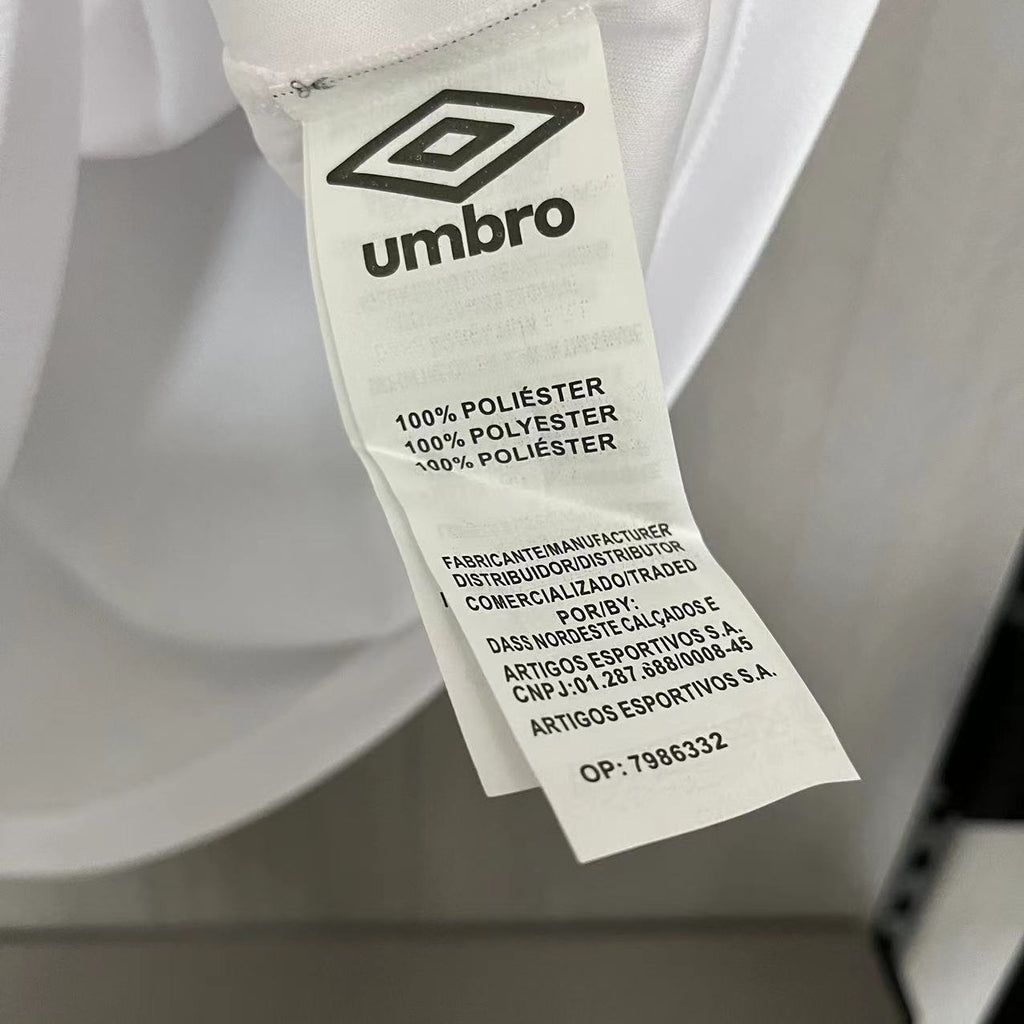 umbro
100% POLIÉSTER
100% POLYESTER
100% POLIÉSTER
FABRICANTE/MANUFACTURER
DISTRIBUIDOR/DISTRIBUTOR
COMERCIALIZADO/TRADED
POR/BY:
DASS NORDESTE CALÇADOS E
ARTIGOS ESPORTIVOS S.A.
CNPJ:01.287.688/0008-45
ARTIGOS ESPORTIVOS S.A.
OP: 7986332